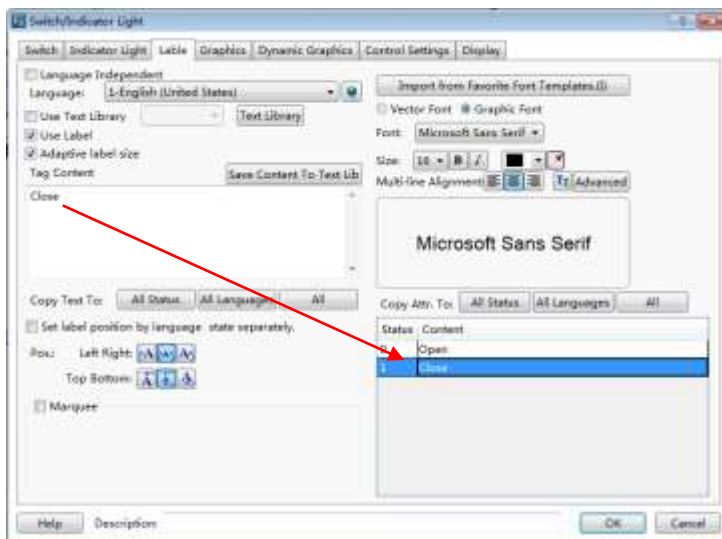 Switch/Indicator Light
Switch Indicator Light Lable Graphics Dynamic Graphics Control Settings Display
Language Independent
Language: 1-English (United States)
Use Text Library Text Library
Use Label
Adaptive label size
Tag Content Save Content To Text Lib
Close
Copy Text To: All Status All Languages All
Set label position by language state separately.
Pos.: Left Right:
Top Bottom:
Marquee
Import from Favorite Font Templates.(I)
Vector Font Graphic Font
Font: Microsoft Sans Serif
Size: 10 B I
Multi-line Alignment: Advanced
Microsoft Sans Serif
Copy Attr. To: All Status All Languages All
Status Content
0 Open
1 Close
Help Description: OK Cancel